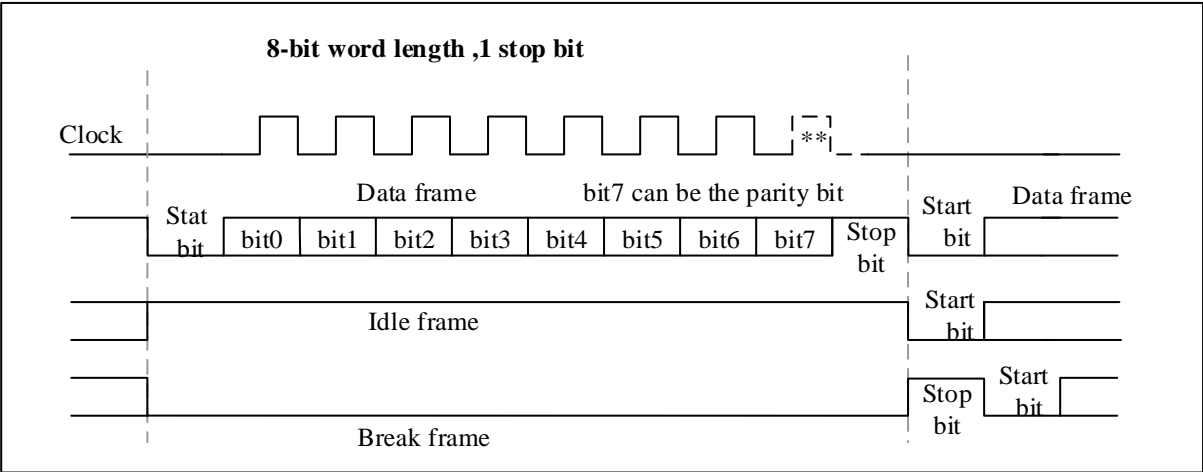 8-bit word length ,1 stop bit
Clock
**
Data frame
bit7 can be the parity bit
Stat
bit
bit0
bit1
bit2
bit3
bit4
bit5
bit6
bit7
Stop
bit
Start
bit
Data frame
Idle frame
Start
bit
Break frame
Stop
bit
Start
bit